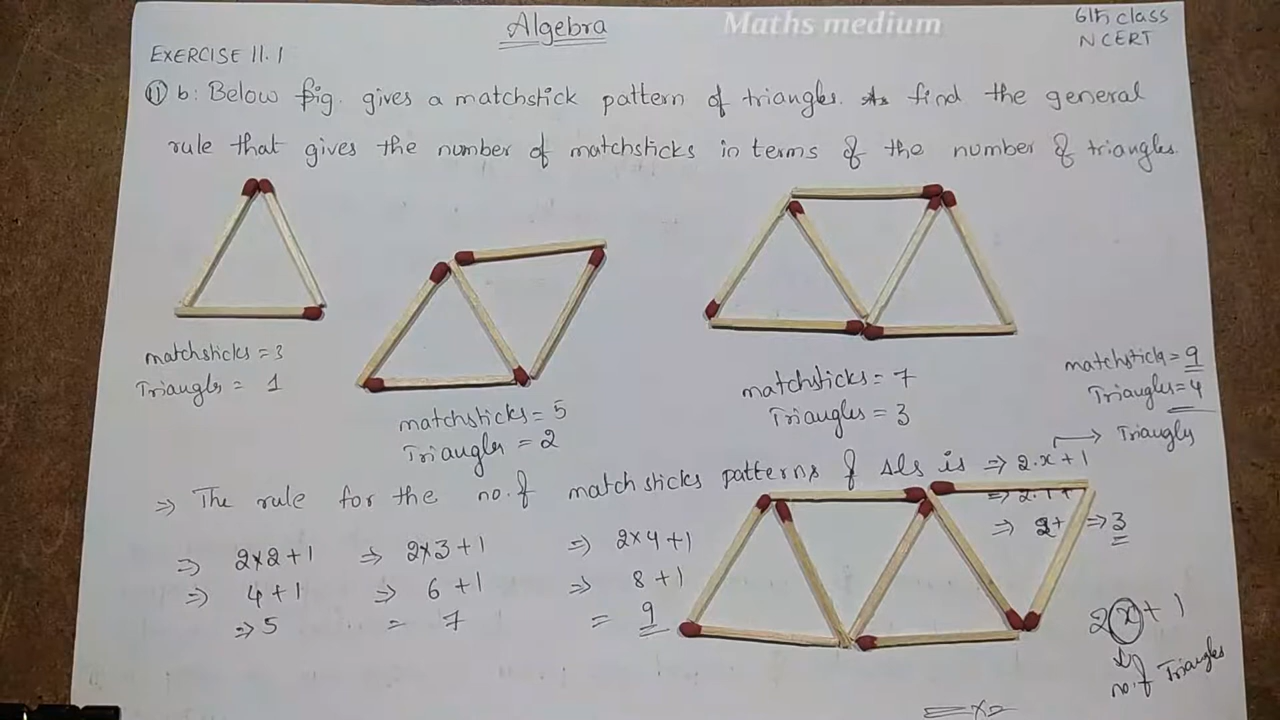 Algebra
Maths medium
6th class
NCERT
EXERCISE 11.1
11 b: Below fig. gives a matchstick pattern of triangles. find the general
rule that gives the number of matchsticks in terms of the number of triangles.
matchsticks = 3
Triangles = 1
matchsticks = 5
Triangles = 2
matchsticks = 7
Triangles = 3
matchsticks = 9
Triangles = 4
→ Triangles
⇒ The rule for the no. of matchsticks patterns of Δls is ⇒ 2·x+1
⇒ 2·1+
⇒ 2+ ⇒ 3
⇒ 2×2+1 ⇒ 2×3+1 ⇒ 2×4+1
⇒ 4+1 ⇒ 6+1 ⇒ 8+1
⇒ 5 = 7 = 9
2x+1
no. of Triangles